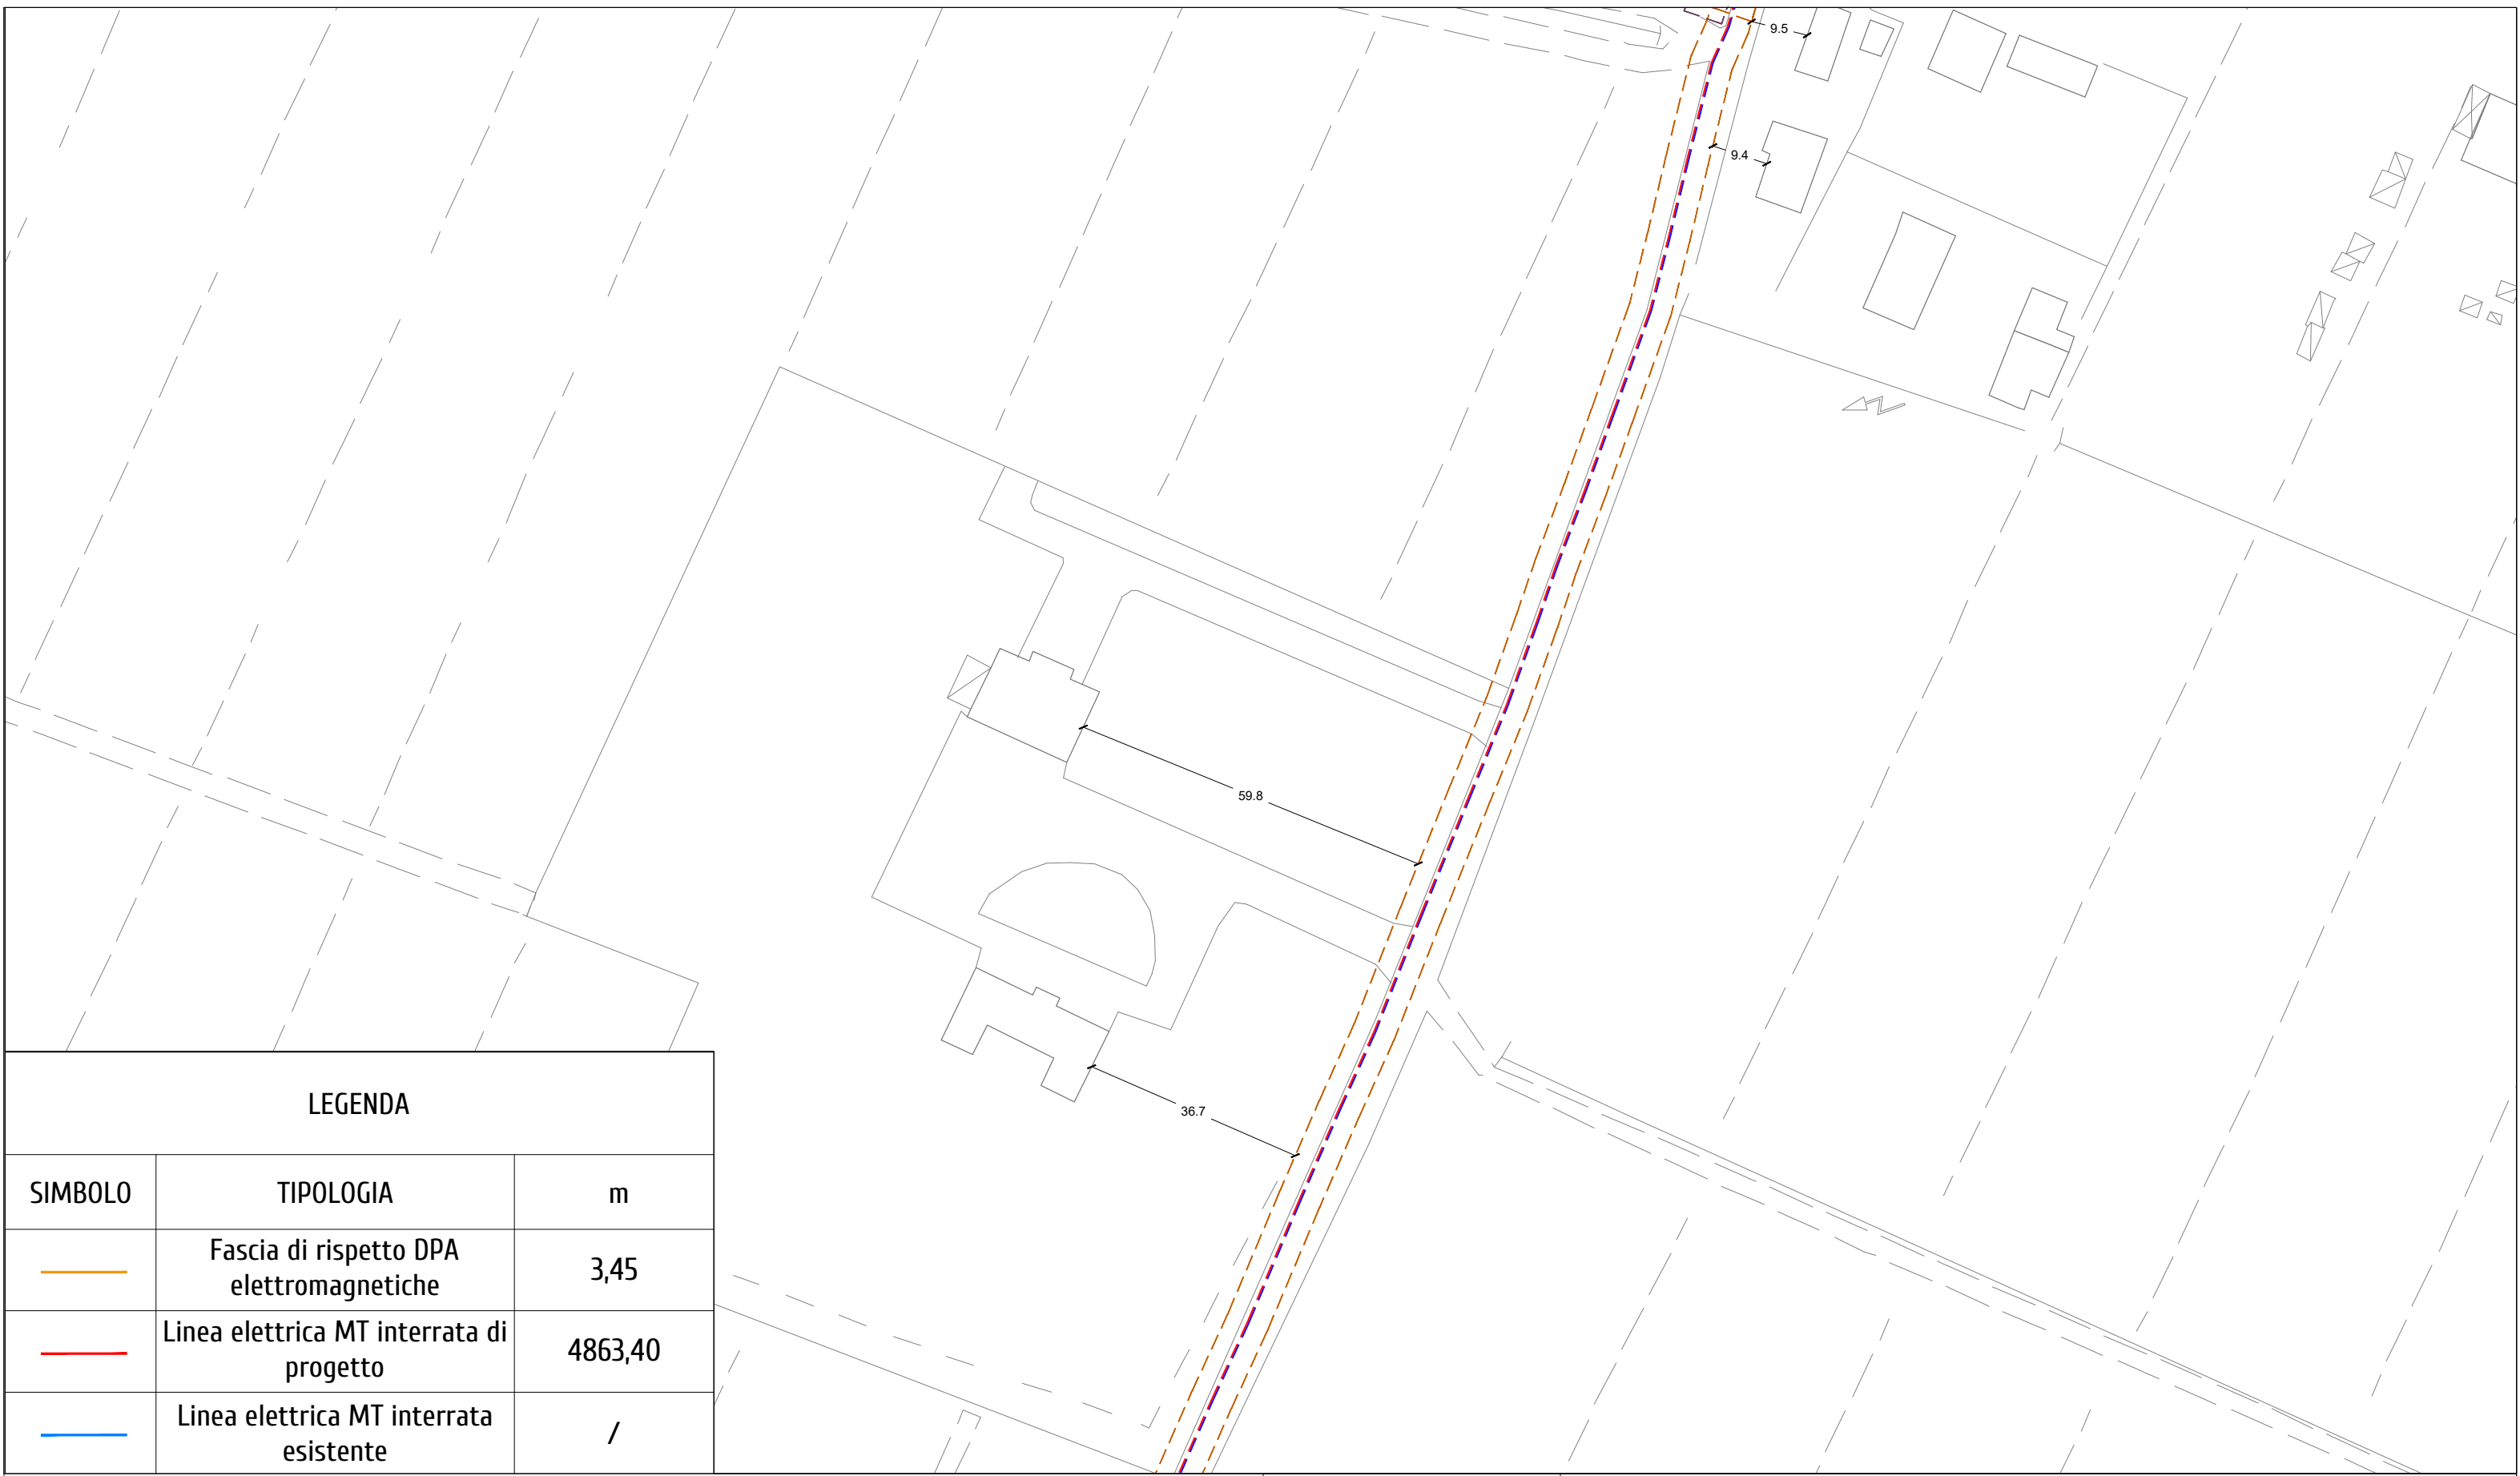 9.5
9.4
59.8
36.7
LEGENDA
SIMBOLO TIPOLOGIA m
Fascia di rispetto DPA
elettromagnetiche
3,45
Linea elettrica MT interrata di
progetto
4863,40
Linea elettrica MT interrata
esistente
/